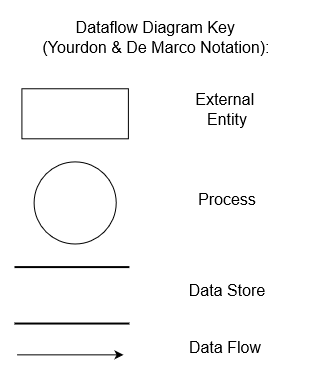 Dataflow Diagram Key
(Yourdon & De Marco Notation):
External
Entity
Process
Data Store
Data Flow